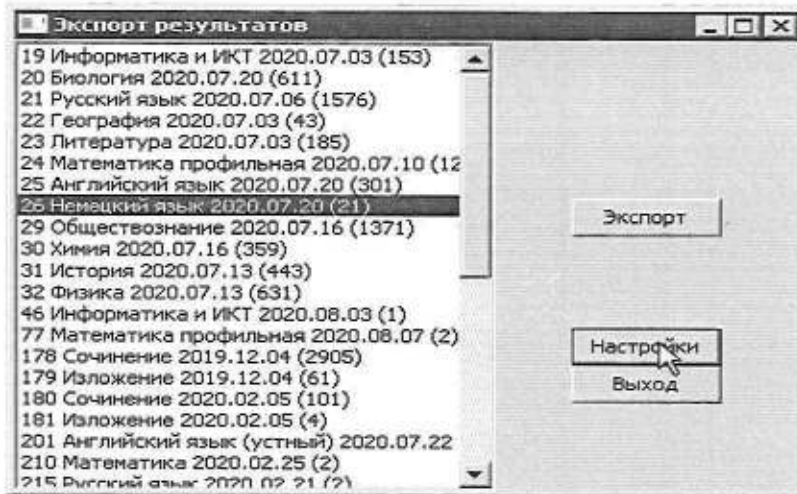 Экспорт результатов
19 Информатика и ИКТ 2020.07.03 (153)
20 Биология 2020.07.20 (611)
21 Русский язык 2020.07.06 (1576)
22 География 2020.07.03 (43)
23 Литература 2020.07.03 (185)
24 Математика профильная 2020.07.10 (12
25 Английский язык 2020.07.20 (301)
26 Немецкий язык 2020.07.20 (21)
29 Обществознание 2020.07.16 (1371)
30 Химия 2020.07.16 (359)
31 История 2020.07.13 (443)
32 Физика 2020.07.13 (631)
46 Информатика и ИКТ 2020.08.03 (1)
77 Математика профильная 2020.08.07 (2)
178 Сочинение 2019.12.04 (2905)
179 Изложение 2019.12.04 (61)
180 Сочинение 2020.02.05 (101)
181 Изложение 2020.02.05 (4)
201 Английский язык (устный) 2020.07.22
210 Математика 2020.02.25 (2)
215 Русский язык 2020.02.21 (2)
Экспорт
Настройки
Выход